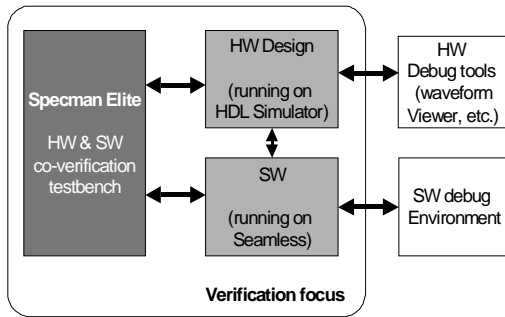 Specman Elite
HW & SW
co-verification
testbench
HW Design
(running on
HDL Simulator)
SW
(running on
Seamless)
HW
Debug tools
(waveform
Viewer, etc.)
SW debug
Environment
Verification focus